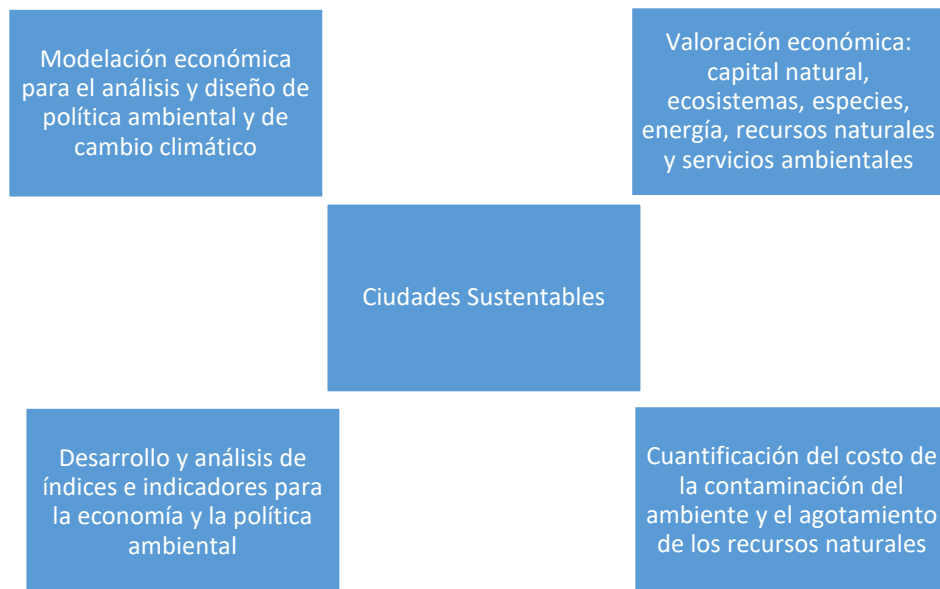 Modelación económica
para el análisis y diseño de
política ambiental y de
cambio climático
Valoración económica:
capital natural,
ecosistemas, especies,
energía, recursos naturales
y servicios ambientales
Ciudades Sustentables
Desarrollo y análisis de
índices e indicadores para
la economía y la política
ambiental
Cuantificación del costo de
la contaminación del
ambiente y el agotamiento
de los recursos naturales